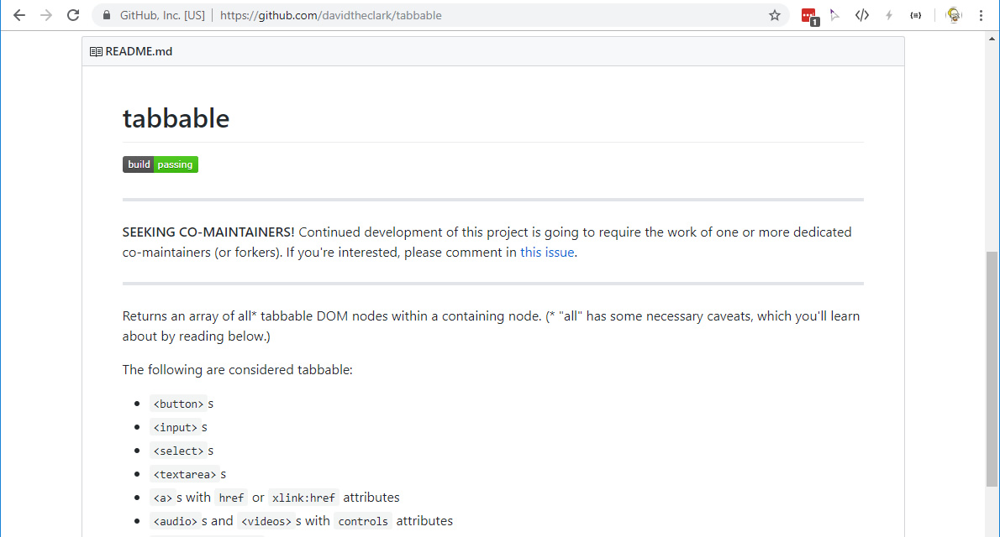 GitHub, Inc. [US] | https://github.com/davidtheclark/tabbable
1
README.md
tabbable
build passing
SEEKING CO-MAINTAINERS! Continued development of this project is going to require the work of one or more dedicated
co-maintainers (or forkers). If you're interested, please comment in this issue.
Returns an array of all* tabbable DOM nodes within a containing node. (* "all" has some necessary caveats, which you'll learn
about by reading below.)
The following are considered tabbable:
• <button> s
• <input> s
• <select> s
• <textarea> s
• <a> s with href or xlink:href attributes
• <audio> s and <videos> s with controls attributes